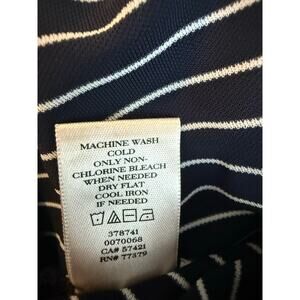 MACHINE WASH
COLD
ONLY NON-
CHLORINE BLEACH
WHEN NEEDED
DRY FLAT
COOL IRON
IF NEEDED
378741
0070068
CA# 57421
RN# 77379